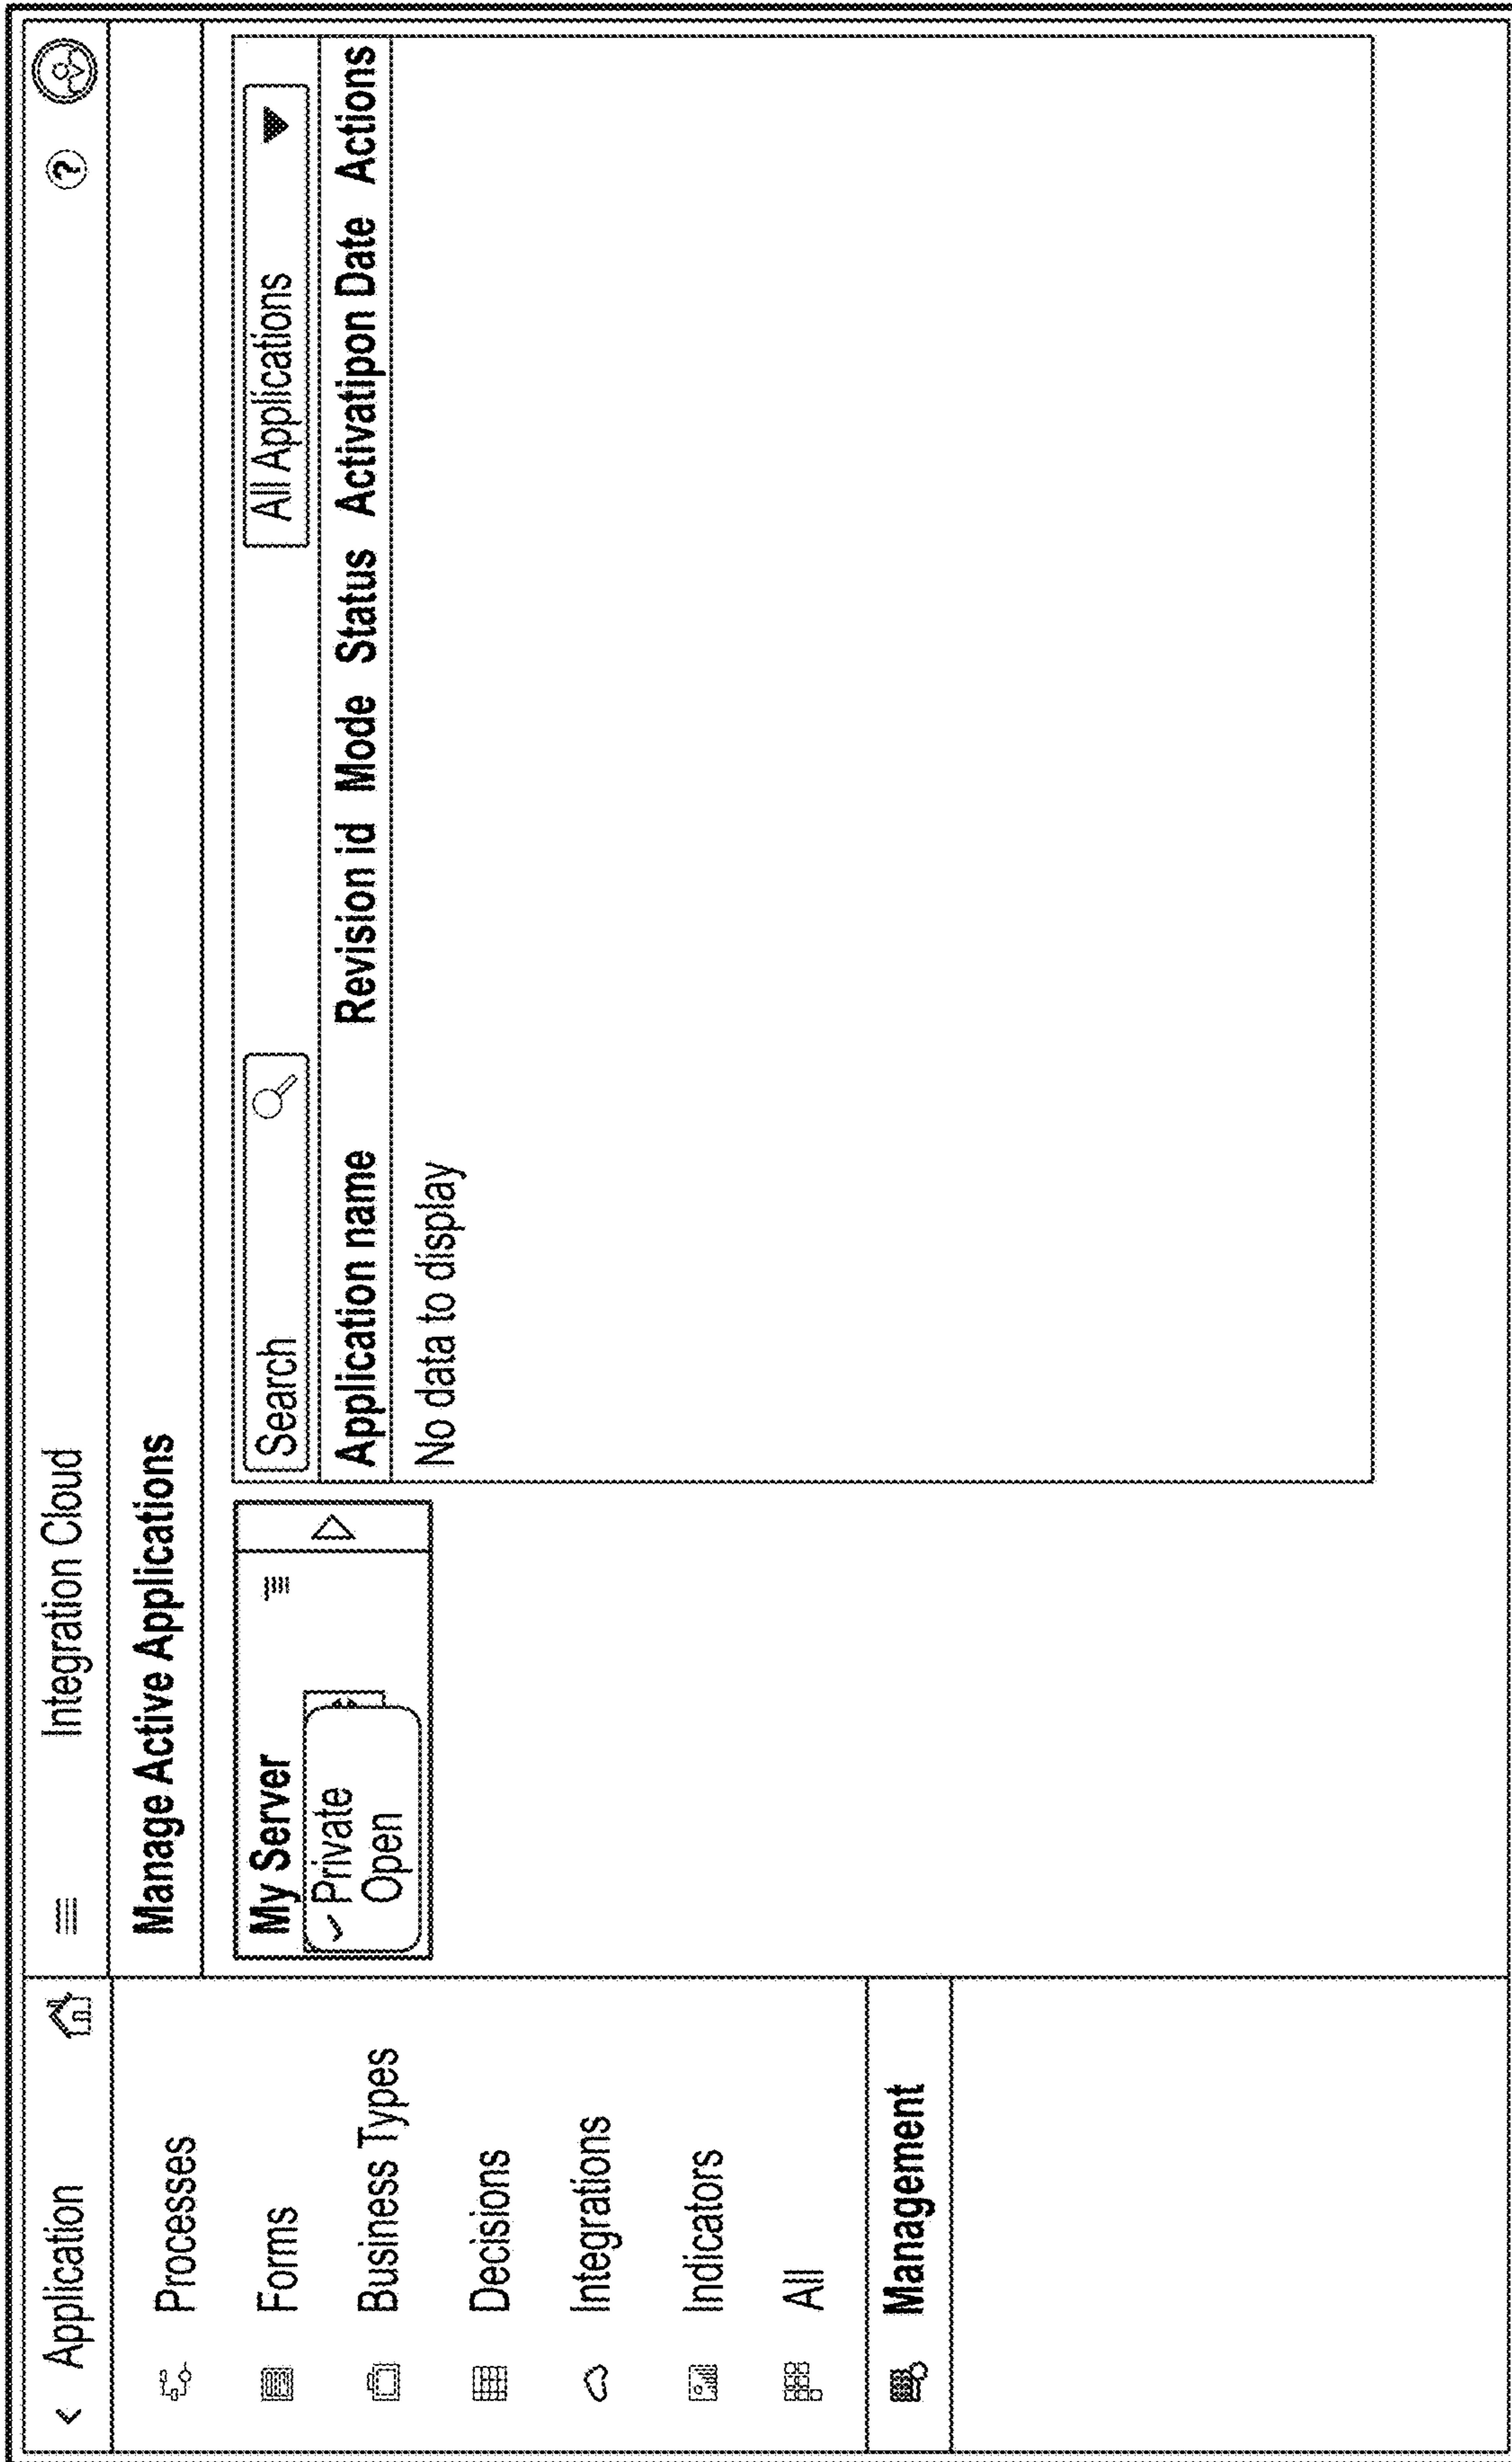 Application
Integration Cloud
?
Processes
Forms
Business Types
Decisions
Integrations
Indicators
All
Management
Manage Active Applications
My Server
Private
Open
Search
All Applications
Application name Revision id Mode Status Activatipon Date Actions
No data to display